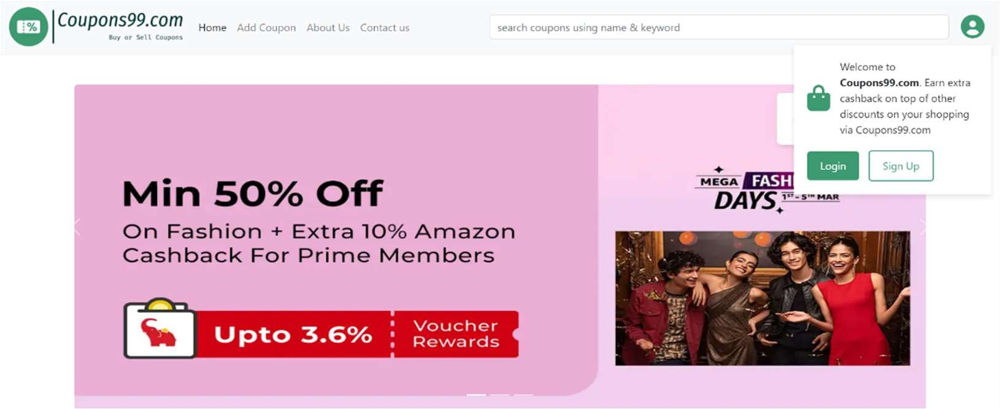 Coupons99.com
Buy or Sell Coupons
Home Add Coupon About Us Contact us
search coupons using name & keyword
%
Welcome to
Coupons99.com. Earn extra
cashback on top of other
discounts on your shopping
via Coupons99.com
Login Sign Up
Min 50% Off
On Fashion + Extra 10% Amazon
Cashback For Prime Members
Upto 3.6%
Voucher
Rewards
MEGA
DAYS 1ST - 5TH MAR